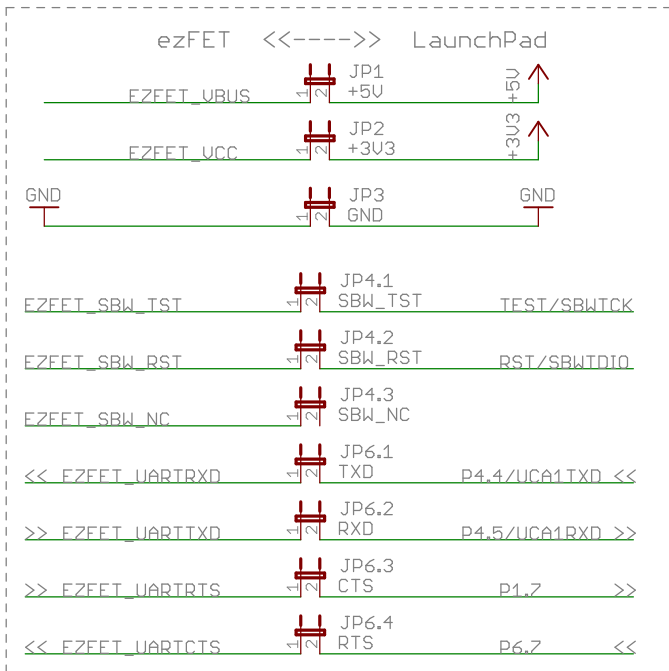 ezFET <<----->> LaunchPad
JP1
+5V
EZFET_VBUS 1 2 +5V
JP2
+3V3
EZFET_VCC 1 2 +3V3
GND JP3 GND
1 2 GND
JP4.1
EZFET_SBW_TST 1 2 SBW_TST TEST/SBWTCK
JP4.2
EZFET_SBW_RST 1 2 SBW_RST RST/SBWTDIO
JP4.3
EZFET_SBW_NC 1 2 SBW_NC
JP6.1
<< EZFET_UARTRXD 1 2 TXD P4.4/UCA1TXD <<
JP6.2
>> EZFET_UARTTXD 1 2 RXD P4.5/UCA1RXD >>
JP6.3
>> EZFET_UARTRTS 1 2 CTS P1.7 >>
JP6.4
<< EZFET_UARTCTS 1 2 RTS P6.7 <<